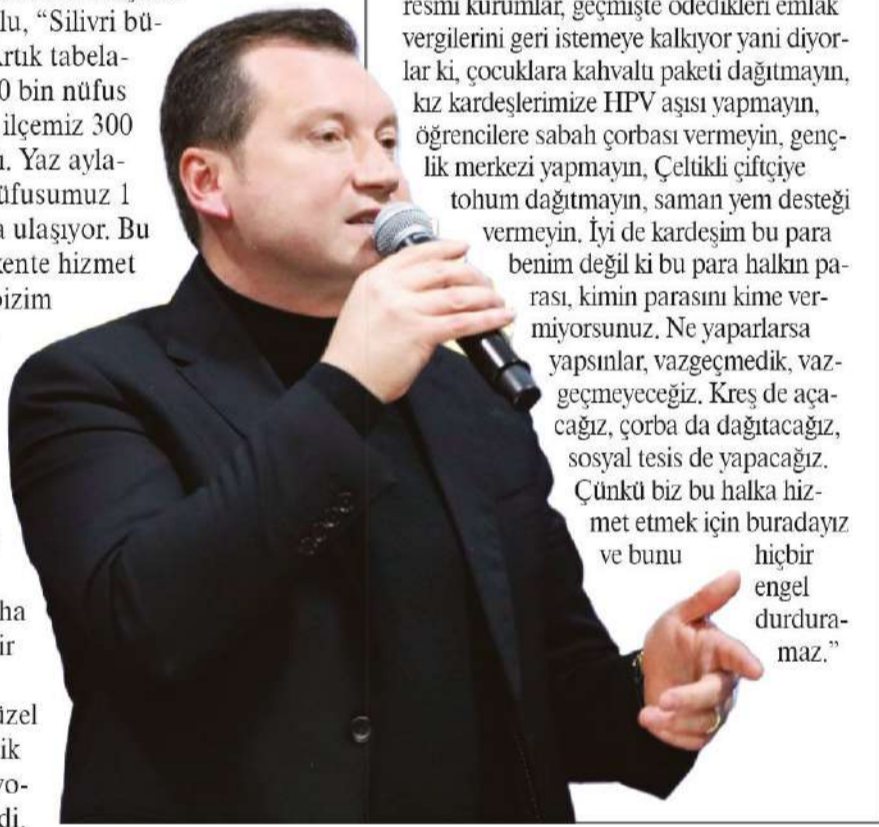 lu, “Silivri bü-
rtık tabela-
0 bin nüfus
ilçemiz 300
ı. Yaz ayla-
üfusumuz 1
a ulaşıyor. Bu
kente hizmet
bizim
ha
ir
üzel
ik
yo-
di.
resmi kurumlar, geçmişte ödedikleri emlak
vergilerini geri istemeye kalkıyor yani diyor-
lar ki, çocuklara kahvaltı paketi dağıtmayın,
kız kardeşlerimize HPV aşısı yapmayın,
öğrencilere sabah çorbası vermeyin, genç-
lik merkezi yapmayın, Çeltikli çiftçiye
tohum dağıtmayın, saman yem desteği
vermeyin. İyi de kardeşim bu para
benim değil ki bu para halkın pa-
rası, kimin parasını kime ver-
miyorsunuz. Ne yaparlarsa
yapsınlar, vazgeçmedik, vaz-
geçmeyeceğiz. Kreş de aça-
cağız, çorba da dağıtacağız,
sosyal tesis de yapacağız.
Çünkü biz bu halka hiz-
met etmek için buradayız
ve bunu hiçbir
engel
durdura-
maz.”